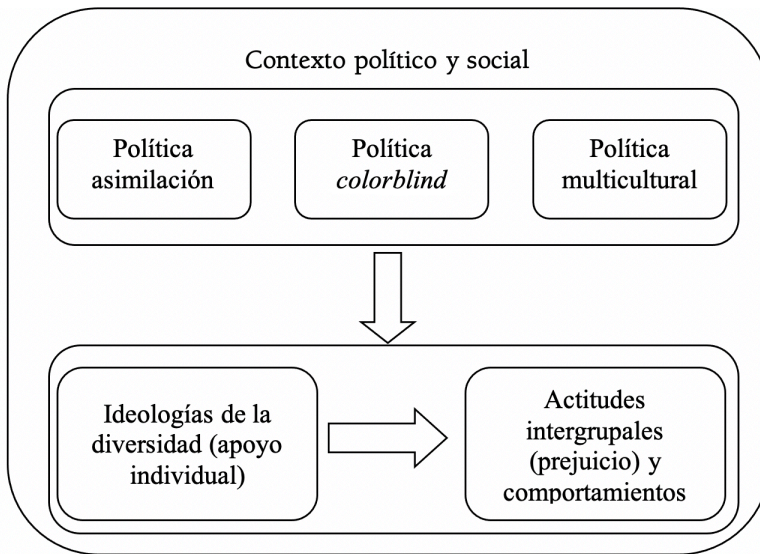 Contexto político y social
Política
asimilación
Política
colorblind
Política
multicultural
Ideologías de la
diversidad (apoyo
individual)
Actitudes
intergrupales
(prejuicio) y
comportamientos